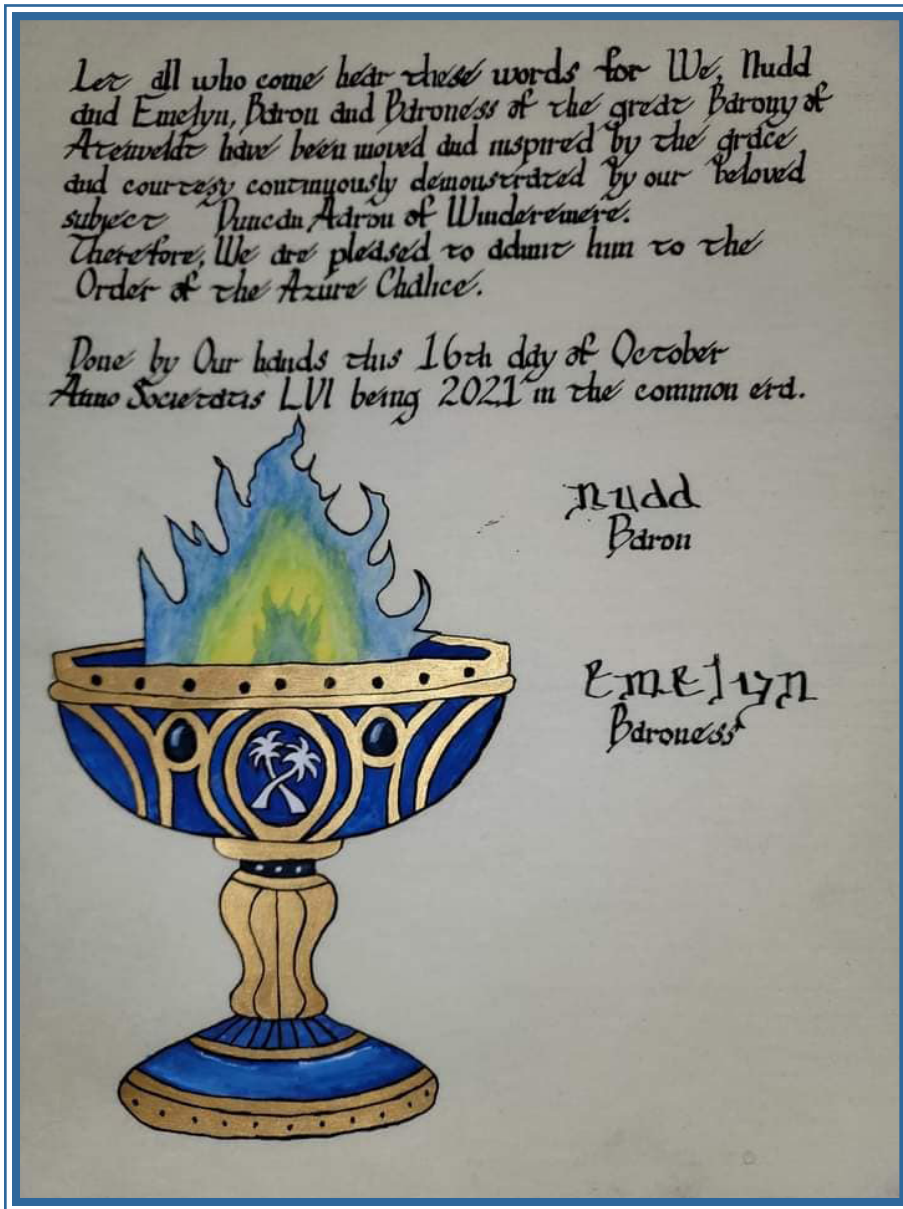 Let all who come hear these words for We, Nudd
and Emelyn, Baron and Baroness of the great Barony of
Atenveldt have been moved and inspired by the grace
and courtesy continuously demonstrated by our beloved
subject Duncan Aaron of Winderemere.
Therefore, We are pleased to admit him to the
Order of the Azure Chalice.
Done by Our hands this 16th day of October
Anno Societatis LVI being 2021 in the common era.
Nudd
Baron
Emelyn
Baroness